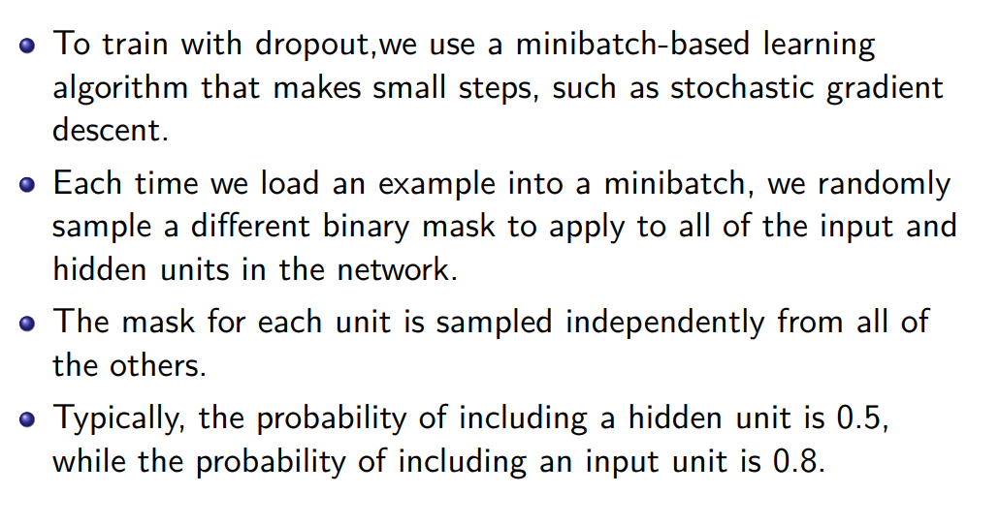 To train with dropout,we use a minibatch-based learning
algorithm that makes small steps, such as stochastic gradient
descent.
Each time we load an example into a minibatch, we randomly
sample a different binary mask to apply to all of the input and
hidden units in the network.
The mask for each unit is sampled independently from all of
the others.
Typically, the probability of including a hidden unit is 0.5,
while the probability of including an input unit is 0.8.